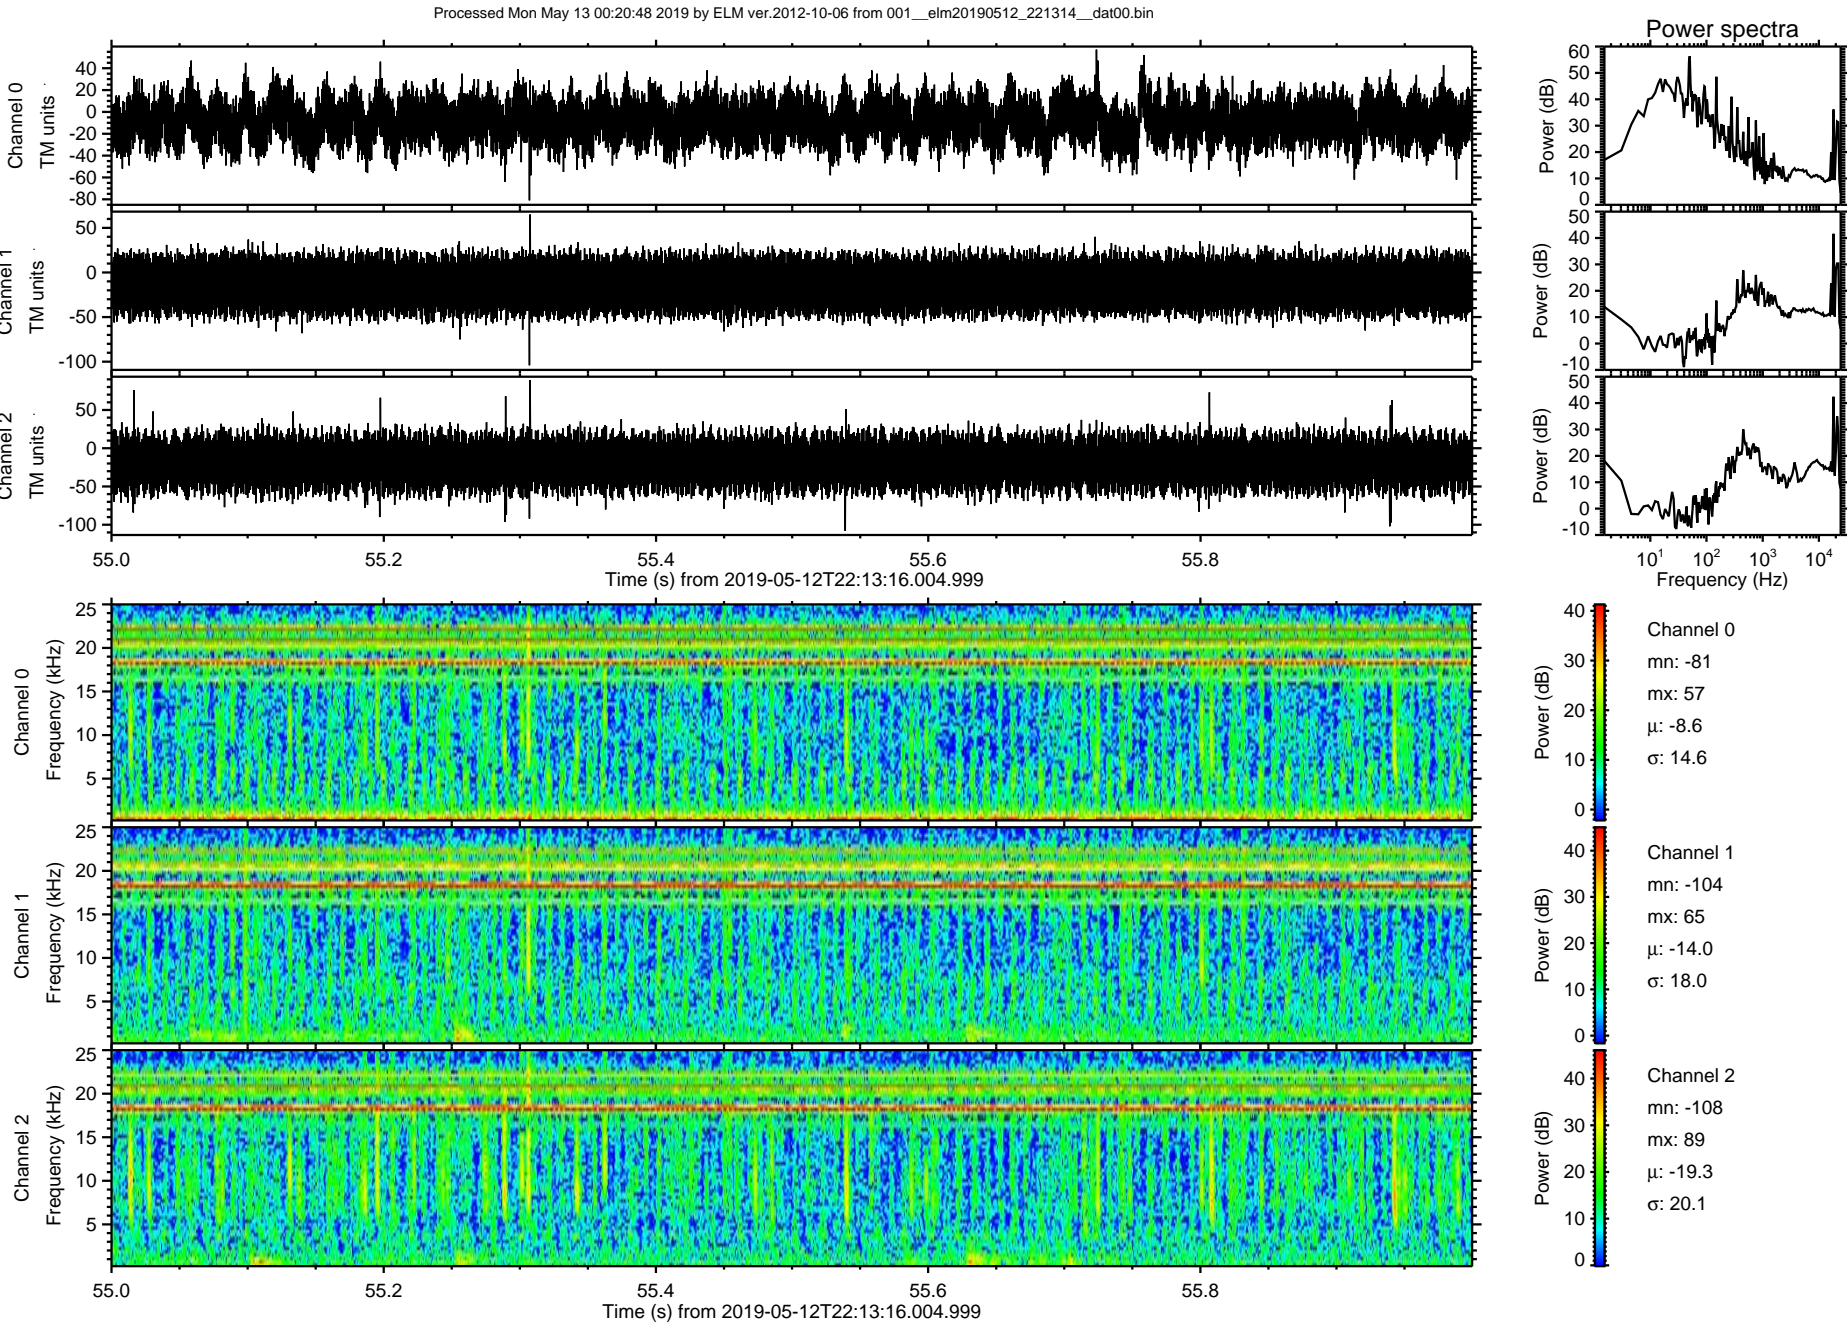 Processed Mon May 13 00:20:48 2019 by ELM ver.2012-10-06 from 001__elm20190512_221314__dat00.bin
Power spectra
Channel 0
TM units
40
20
0
-20
-40
-60
-80
Power (dB)
60
50
40
30
20
10
0
Channel 1
TM units
50
0
-50
-100
Power (dB)
50
40
30
20
10
0
-10
Channel 2
TM units
50
0
-50
-100
Power (dB)
50
40
30
20
10
0
-10
55.0 55.2 55.4 55.6 55.8
Time (s) from 2019-05-12T22:13:16.004.999
10¹ 10² 10³ 10⁴
Frequency (Hz)
Channel 0
Frequency (kHz)
25
20
15
10
5
Power (dB)
40
30
20
10
0
Channel 0
mn: -81
mx: 57
μ: -8.6
σ: 14.6
Channel 1
Frequency (kHz)
25
20
15
10
5
Power (dB)
40
30
20
10
0
Channel 1
mn: -104
mx: 65
μ: -14.0
σ: 18.0
Channel 2
Frequency (kHz)
25
20
15
10
5
Power (dB)
40
30
20
10
0
Channel 2
mn: -108
mx: 89
μ: -19.3
σ: 20.1
55.0 55.2 55.4 55.6 55.8
Time (s) from 2019-05-12T22:13:16.004.999